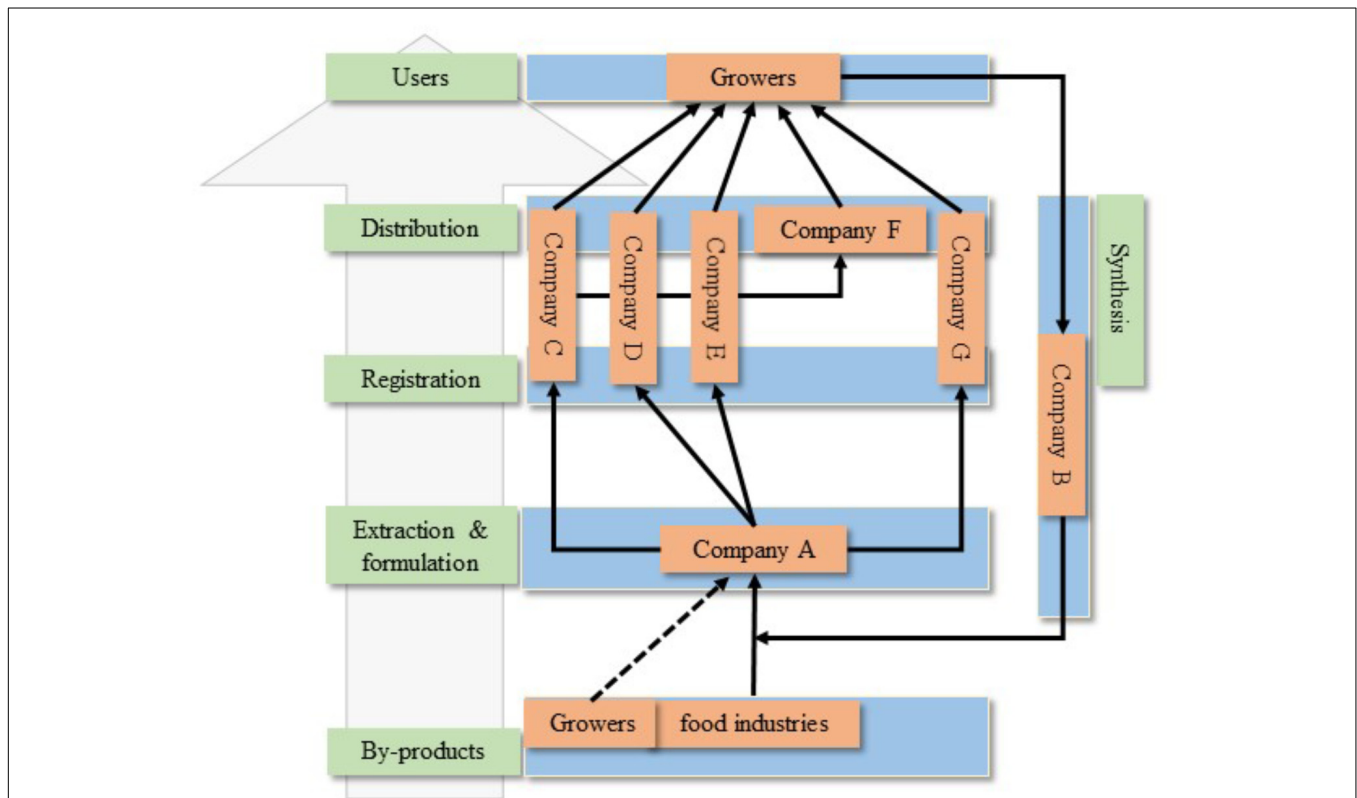 Users
Growers
Distribution
Company C
Company D
Company E
Company F
Company G
Synthesis
Registration
Company B
Extraction &
formulation
Company A
Growers
food industries
By-products